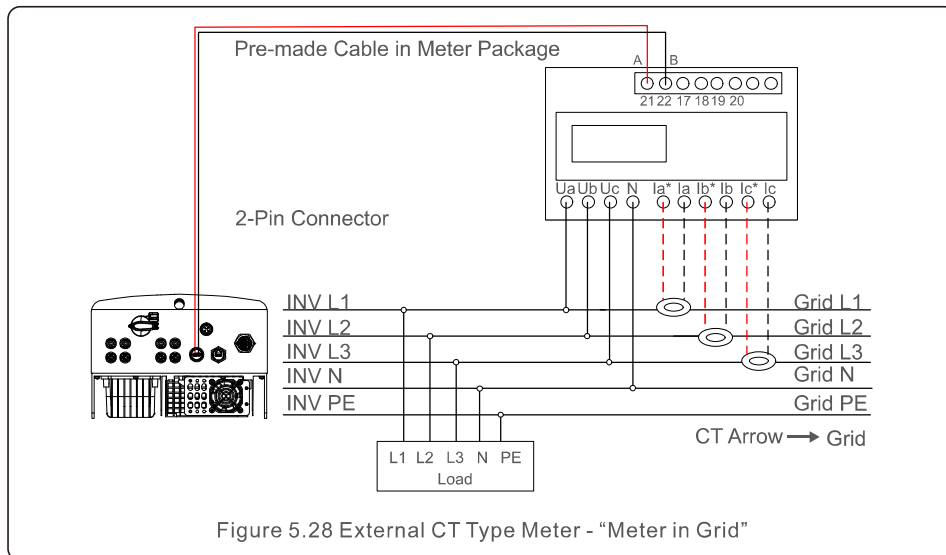 Pre-made Cable in Meter Package
A B
21 22 17 18 19 20
Ua Ub Uc N Ia* Ia Ib* Ib Ic* Ic
2-Pin Connector
INV L1 Grid L1
INV L2 Grid L2
INV L3 Grid L3
INV N Grid N
INV PE Grid PE
CT Arrow → Grid
L1 L2 L3 N PE
Load
Figure 5.28 External CT Type Meter - “Meter in Grid”